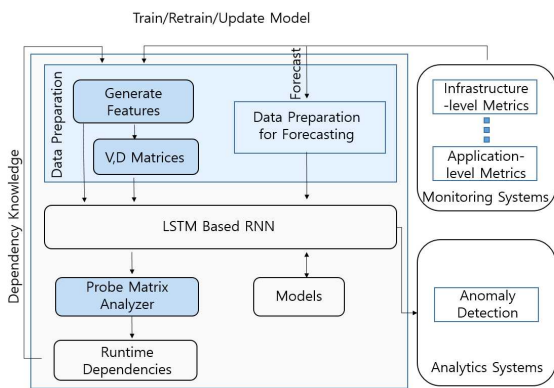 Train/Retrain/Update Model
Dependency Knowledge
Data Preparation
Generate
Features
V,D Matrices
Forecast
Data Preparation
for Forecasting
LSTM Based RNN
Probe Matrix
Analyzer
Models
Runtime
Dependencies
Infrastructure
-level Metrics
Application-
level Metrics
Monitoring Systems
Anomaly
Detection
Analytics Systems